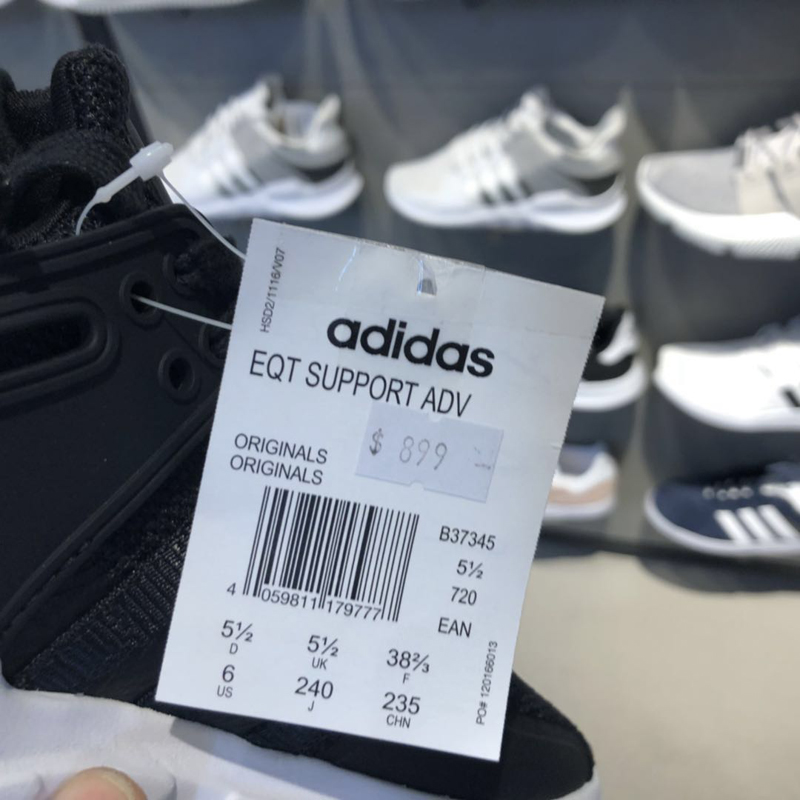 HSD2/1116/V07
adidas
EQT SUPPORT ADV
$ 899
ORIGINALS
ORIGINALS
B37345
5½
720
EAN
4 059811 179777
5½ D
5½ UK
38⅔ F
6 US
240 J
235 CHN
PO# 120166013